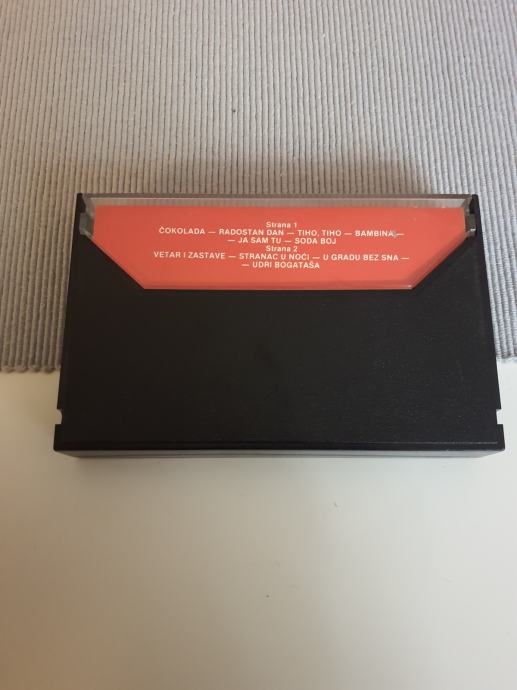 Strana 1
ČOKOLADA — RADOSTAN DAN — TIHO, TIHO — BAMBINA —
— JA SAM TU — SODA BOJ
Strana 2
VETAR I ZASTAVE — STRANAC U NOĆI — U GRADU BEZ SNA —
— UDRI BOGATAŠA